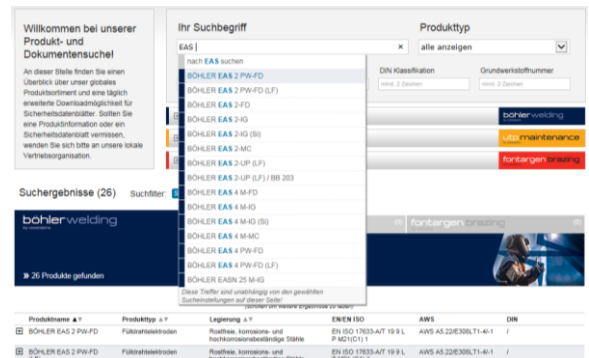 Willkommen bei unserer
Produkt- und
Dokumentensuche!
An dieser Stelle finden Sie einen
Überblick über unser globales
Produktsortiment und eine täglich
erweiterte Downloadmöglichkeit für
Sicherheitsdatenblätter. Sollten Sie
eine Produktinformation oder ein
Sicherheitsdatenblatt vermissen,
wenden Sie sich bitte an unsere lokale
Vertriebsorganisation.
Ihr Suchbegriff
EAS
×
Produkttyp
alle anzeigen
nach EAS suchen
BÖHLER EAS 2 PW-FD
BÖHLER EAS 2 PW-FD (LF)
BÖHLER EAS 2-FD
BÖHLER EAS 2-IG
BÖHLER EAS 2-IG (Si)
BÖHLER EAS 2-MC
BÖHLER EAS 2-UP (LF)
BÖHLER EAS 2-UP (LF) / BB 203
BÖHLER EAS 4 M-FD
BÖHLER EAS 4 M-IG
BÖHLER EAS 4 M-IG (Si)
BÖHLER EAS 4 M-MC
BÖHLER EAS 4 PW-FD
BÖHLER EAS 4 PW-FD (LF)
BÖHLER EASN 25 M-IG
Diese Treffer sind unabhängig von den gewählten
Sucheinstellungen auf dieser Seite!
DIN Klassifikation
Grundwerkstoffnummer
mind. 2 Zeichen
mind. 2 Zeichen
böhler welding
utp maintenance
fontargen brazing
Suchergebnisse (26)
Suchfilter:
böhler welding
by voestalpine
fontargen brazing
» 26 Produkte gefunden
Produktname ▲▼ Produkttyp ▲▼ Legierung ▲▼ EN/EN ISO AWS DIN
BÖHLER EAS 2 PW-FD Fülldrahtelektroden Rostfreie, korrosions- und EN ISO 17633-A/T 19 9 L AWS A5.22/E308LT1-4/-1 /
hochkorrosionsbeständige Stähle P M21(C1) 1
BÖHLER EAS 2 PW-FD Fülldrahtelektroden Rostfreie, korrosions- und EN ISO 17633-A/T 19 9 L AWS A5.22/E308LT1-4/-1 /